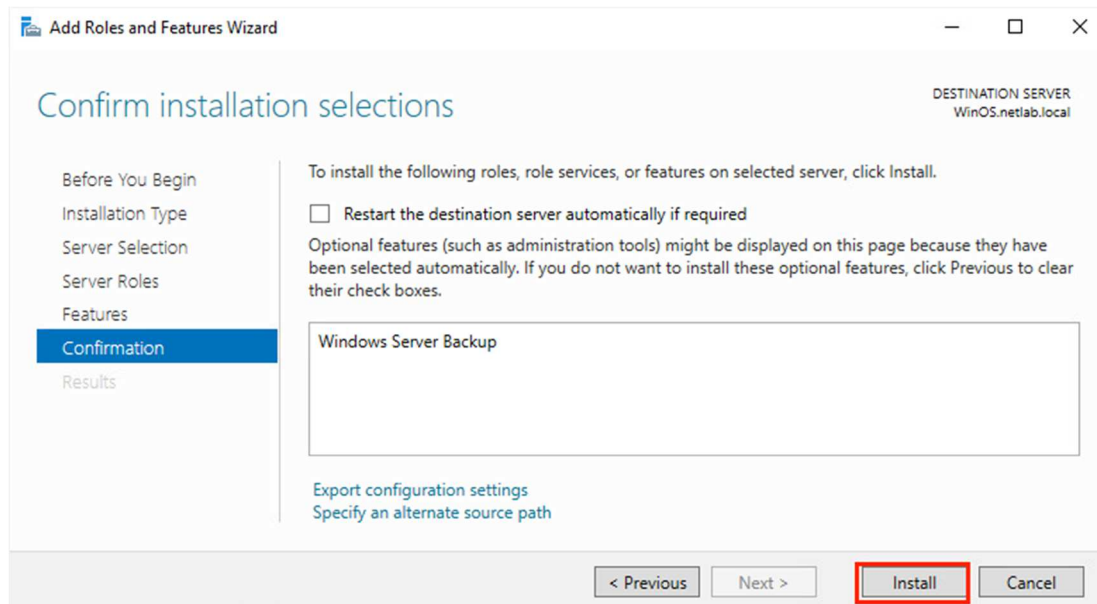 Add Roles and Features Wizard
Confirm installation selections
DESTINATION SERVER
WinOS.netlab.local
Before You Begin
Installation Type
Server Selection
Server Roles
Features
Confirmation
Results
To install the following roles, role services, or features on selected server, click Install.
Restart the destination server automatically if required
Optional features (such as administration tools) might be displayed on this page because they have
been selected automatically. If you do not want to install these optional features, click Previous to clear
their check boxes.
Windows Server Backup
Export configuration settings
Specify an alternate source path
< Previous
Next >
Install
Cancel